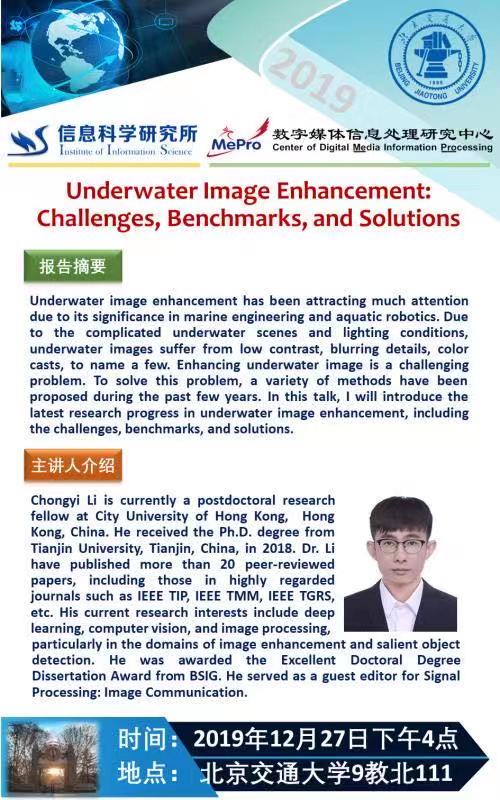 2019
北京交通大学
BEIJING JIAOTONG UNIVERSITY
1896
信息科学研究所
Institute of Information Science
MePro
数字媒体信息处理研究中心
Center of Digital Media Information Processing
Underwater Image Enhancement:
Challenges, Benchmarks, and Solutions
报告摘要
Underwater image enhancement has been attracting much attention
due to its significance in marine engineering and aquatic robotics. Due
to the complicated underwater scenes and lighting conditions,
underwater images suffer from low contrast, blurring details, color
casts, to name a few. Enhancing underwater image is a challenging
problem. To solve this problem, a variety of methods have been
proposed during the past few years. In this talk, I will introduce the
latest research progress in underwater image enhancement, including
the challenges, benchmarks, and solutions.
主讲人介绍
Chongyi Li is currently a postdoctoral research
fellow at City University of Hong Kong, Hong
Kong, China. He received the Ph.D. degree from
Tianjin University, Tianjin, China, in 2018. Dr. Li
have published more than 20 peer-reviewed
papers, including those in highly regarded
journals such as IEEE TIP, IEEE TMM, IEEE TGRS,
etc. His current research interests include deep
learning, computer vision, and image processing,
particularly in the domains of image enhancement and salient object
detection. He was awarded the Excellent Doctoral Degree
Dissertation Award from BSIG. He served as a guest editor for Signal
Processing: Image Communication.
时间：2019年12月27日下午4点
地点：北京交通大学9教北111